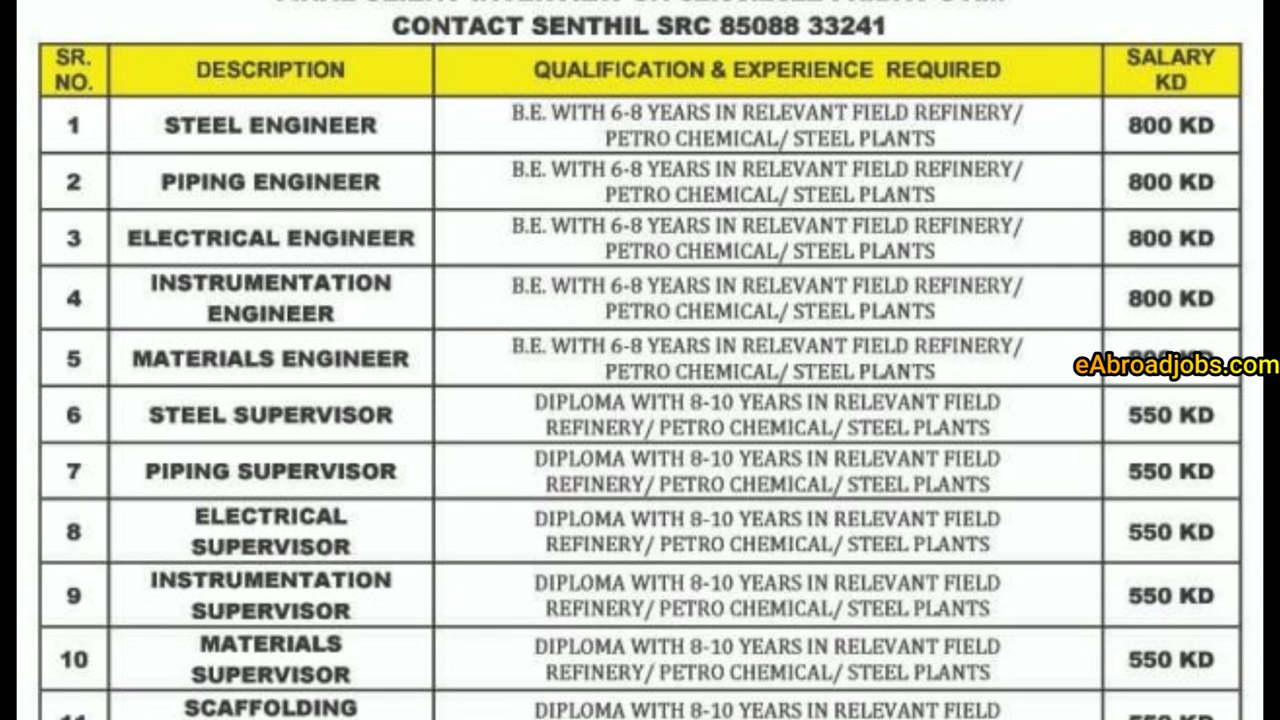 CONTACT SENTHIL SRC 85088 33241
SR. NO. DESCRIPTION QUALIFICATION & EXPERIENCE REQUIRED SALARY KD
1 STEEL ENGINEER B.E. WITH 6-8 YEARS IN RELEVANT FIELD REFINERY/
PETRO CHEMICAL/ STEEL PLANTS 800 KD
2 PIPING ENGINEER B.E. WITH 6-8 YEARS IN RELEVANT FIELD REFINERY/
PETRO CHEMICAL/ STEEL PLANTS 800 KD
3 ELECTRICAL ENGINEER B.E. WITH 6-8 YEARS IN RELEVANT FIELD REFINERY/
PETRO CHEMICAL/ STEEL PLANTS 800 KD
4 INSTRUMENTATION ENGINEER B.E. WITH 6-8 YEARS IN RELEVANT FIELD REFINERY/
PETRO CHEMICAL/ STEEL PLANTS 800 KD
5 MATERIALS ENGINEER B.E. WITH 6-8 YEARS IN RELEVANT FIELD REFINERY/
PETRO CHEMICAL/ STEEL PLANTS
eAbroadjobs.com
6 STEEL SUPERVISOR DIPLOMA WITH 8-10 YEARS IN RELEVANT FIELD
REFINERY/ PETRO CHEMICAL/ STEEL PLANTS 550 KD
7 PIPING SUPERVISOR DIPLOMA WITH 8-10 YEARS IN RELEVANT FIELD
REFINERY/ PETRO CHEMICAL/ STEEL PLANTS 550 KD
8 ELECTRICAL SUPERVISOR DIPLOMA WITH 8-10 YEARS IN RELEVANT FIELD
REFINERY/ PETRO CHEMICAL/ STEEL PLANTS 550 KD
9 INSTRUMENTATION SUPERVISOR DIPLOMA WITH 8-10 YEARS IN RELEVANT FIELD
REFINERY/ PETRO CHEMICAL/ STEEL PLANTS 550 KD
10 MATERIALS SUPERVISOR DIPLOMA WITH 8-10 YEARS IN RELEVANT FIELD
REFINERY/ PETRO CHEMICAL/ STEEL PLANTS 550 KD
SCAFFOLDING DIPLOMA WITH 8-10 YEARS IN RELEVANT FIELD